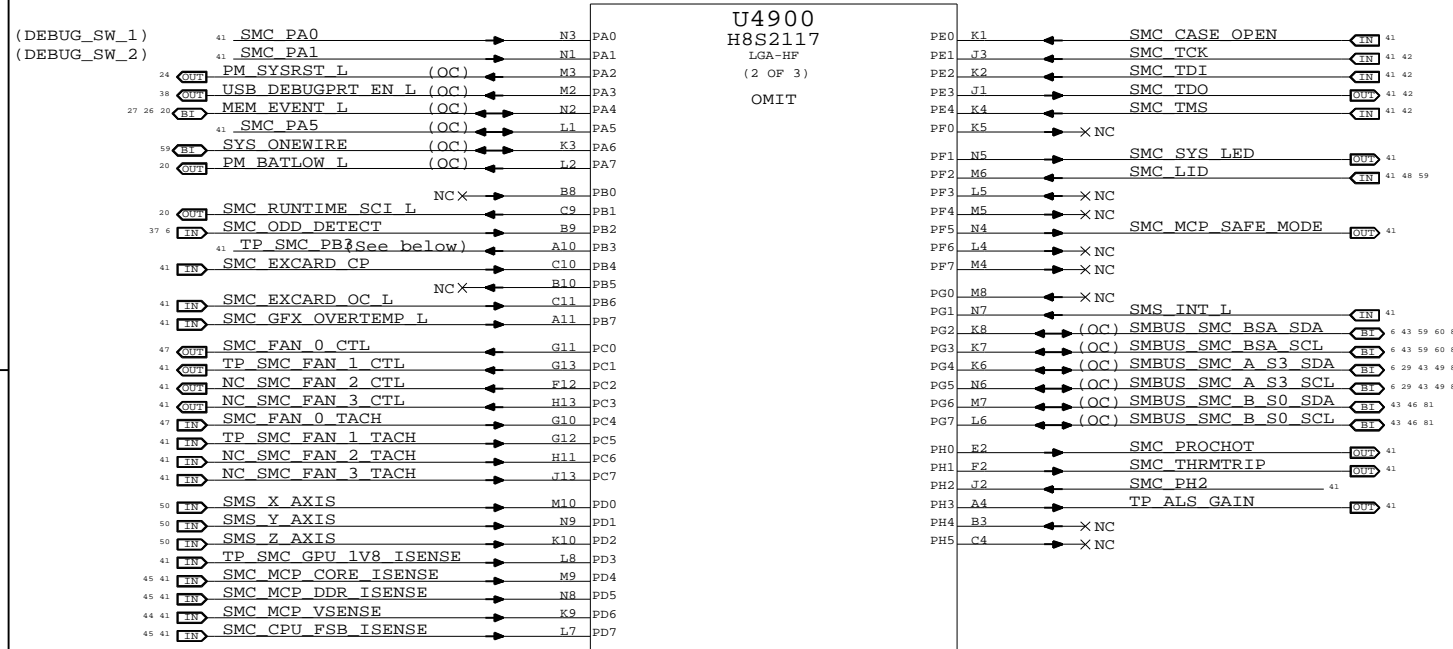 U4900
H8S2117
LGA-HF
(2 OF 3)
OMIT
(DEBUG_SW_1) 41 SMC_PA0 N3 PA0
(DEBUG_SW_2) 41 SMC_PA1 N1 PA1
24 OUT PM_SYSRST_L (OC) M3 PA2
38 OUT USB_DEBUGPRT_EN_L (OC) M2 PA3
27 26 20 BI MEM_EVENT_L (OC) N2 PA4
41 SMC_PA5 (OC) L1 PA5
59 BI SYS_ONEWIRE (OC) K3 PA6
20 OUT PM_BATLOW_L (OC) L2 PA7
NC B8 PB0
20 OUT SMC_RUNTIME_SCI_L C9 PB1
37 6 IN SMC_ODD_DETECT B9 PB2
41 TP_SMC_PB3 (See below) A10 PB3
41 IN SMC_EXCARD_CP C10 PB4
NC B10 PB5
41 IN SMC_EXCARD_OC_L C11 PB6
41 IN SMC_GFX_OVERTEMP_L A11 PB7
47 OUT SMC_FAN_0_CTL G11 PC0
41 OUT TP_SMC_FAN_1_CTL G13 PC1
41 OUT NC_SMC_FAN_2_CTL F12 PC2
41 OUT NC_SMC_FAN_3_CTL H13 PC3
47 IN SMC_FAN_0_TACH G10 PC4
41 IN TP_SMC_FAN_1_TACH G12 PC5
41 IN NC_SMC_FAN_2_TACH H11 PC6
41 IN NC_SMC_FAN_3_TACH J13 PC7
50 IN SMS_X_AXIS M10 PD0
50 IN SMS_Y_AXIS N9 PD1
50 IN SMS_Z_AXIS K10 PD2
41 IN TP_SMC_GPU_1V8_ISENSE L8 PD3
45 41 IN SMC_MCP_CORE_ISENSE M9 PD4
45 41 IN SMC_MCP_DDR_ISENSE N8 PD5
44 41 IN SMC_MCP_VSENSE K9 PD6
45 41 IN SMC_CPU_FSB_ISENSE L7 PD7
PE0 K1 SMC_CASE_OPEN IN 41
PE1 J3 SMC_TCK IN 41 42
PE2 K2 SMC_TDI IN 41 42
PE3 J1 SMC_TDO OUT 41 42
PE4 K4 SMC_TMS IN 41 42
PF0 K5 NC
PF1 N5 SMC_SYS_LED OUT 41
PF2 M6 SMC_LID IN 41 48 59
PF3 L5 NC
PF4 M5 NC
PF5 N4 SMC_MCP_SAFE_MODE OUT 41
PF6 L4 NC
PF7 M4 NC
PG0 M8 NC
PG1 N7 SMS_INT_L IN 41
PG2 K8 (OC) SMBUS_SMC_BSA_SDA BI 6 43 59 60
PG3 K7 (OC) SMBUS_SMC_BSA_SCL BI 6 43 59 60
PG4 K6 (OC) SMBUS_SMC_A_S3_SDA BI 6 29 43 49
PG5 N6 (OC) SMBUS_SMC_A_S3_SCL BI 6 29 43 49
PG6 M7 (OC) SMBUS_SMC_B_S0_SDA BI 43 46 81
PG7 L6 (OC) SMBUS_SMC_B_S0_SCL BI 43 46 81
PH0 E2 SMC_PROCHOT OUT 41
PH1 F2 SMC_THRMTRIP OUT 41
PH2 J2 SMC_PH2 41
PH3 A4 TP_ALS_GAIN OUT 41
PH4 B3 NC
PH5 C4 NC